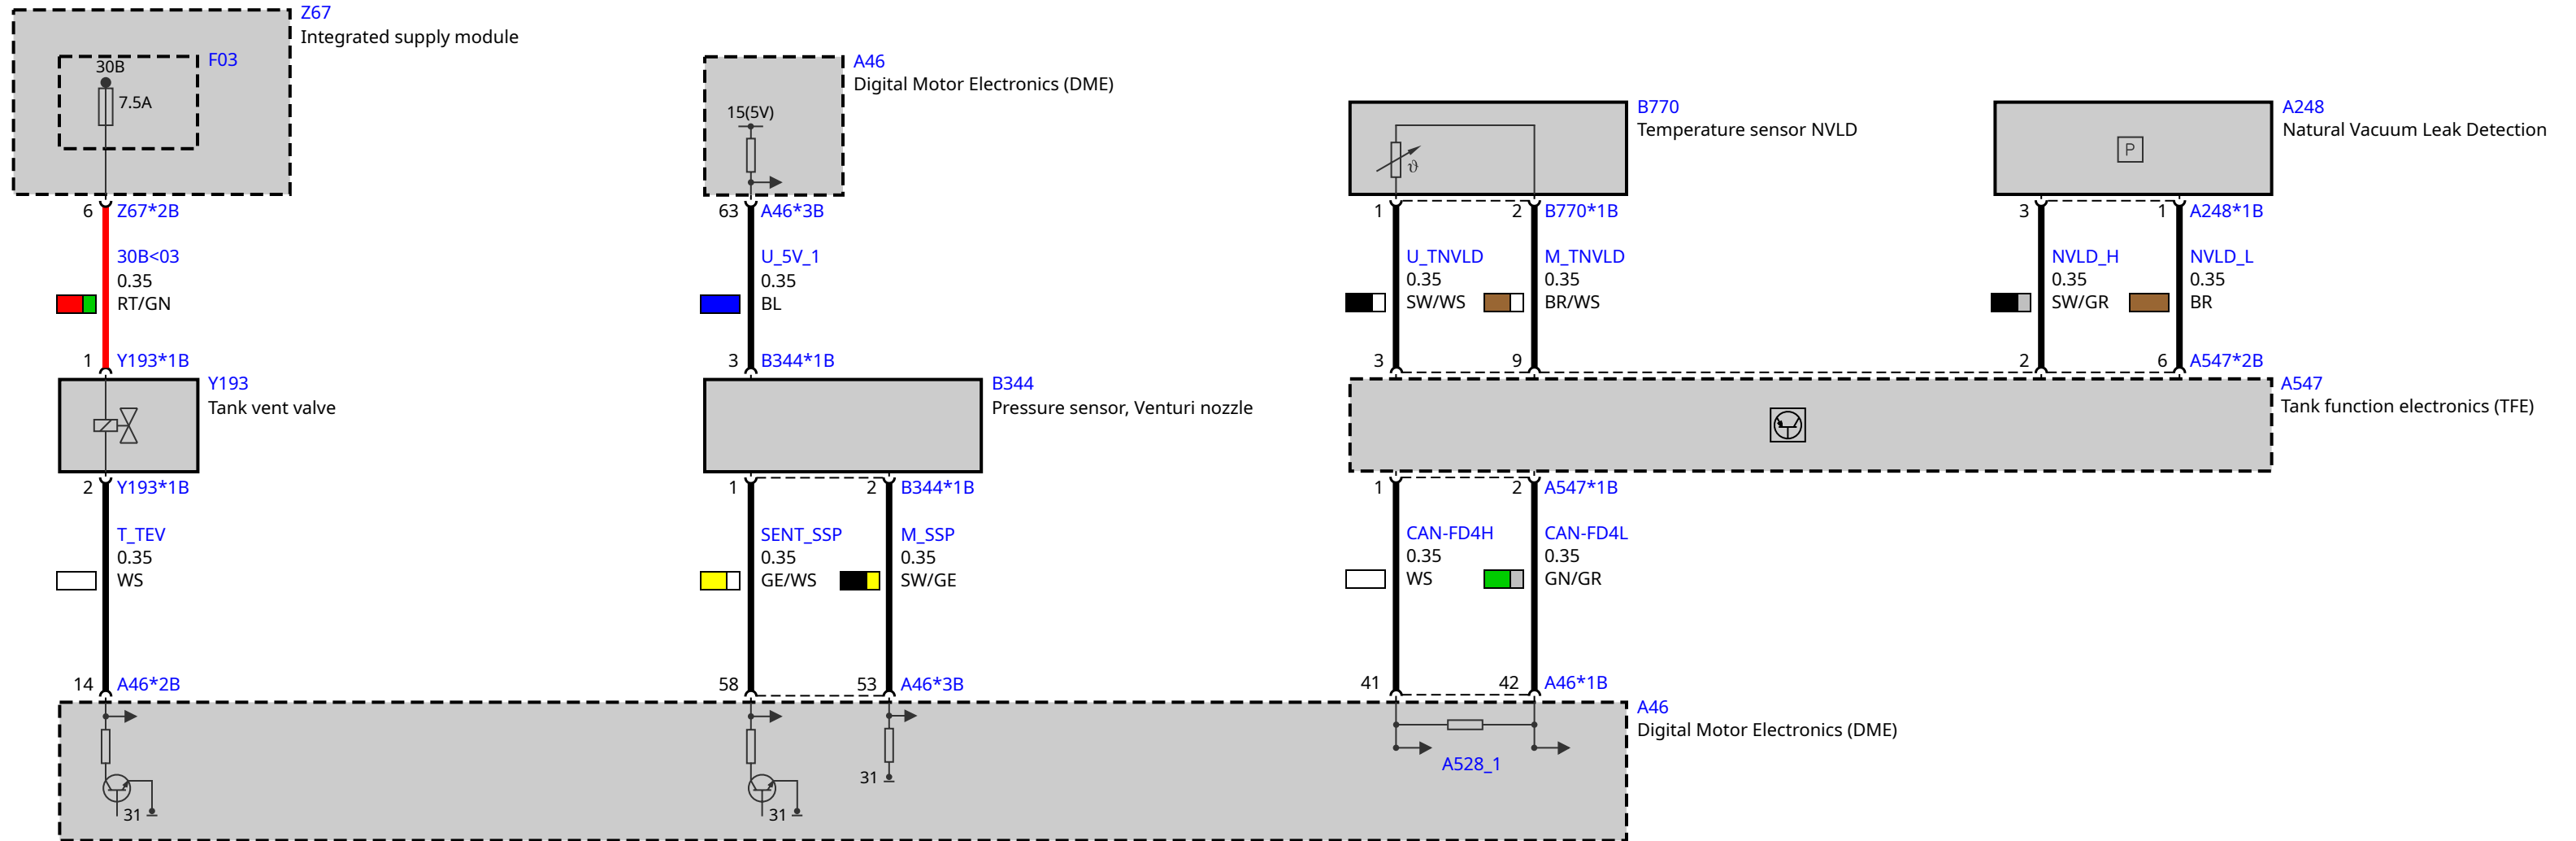 Z67
Integrated supply module
F03
30B
7.5A
6 Z67*2B
30B<03
0.35
RT/GN
1 Y193*1B
Y193
Tank vent valve
2 Y193*1B
T_TEV
0.35
WS
14 A46*2B
A46
Digital Motor Electronics (DME)
15(5V)
63 A46*3B
U_5V_1
0.35
BL
3 B344*1B
B344
Pressure sensor, Venturi nozzle
1 2 B344*1B
SENT_SSP M_SSP
0.35 0.35
GE/WS SW/GE
58 53 A46*3B
B770
Temperature sensor NVLD
ϑ
1 2 B770*1B
U_TNVLD M_TNVLD
0.35 0.35
SW/WS BR/WS
3 9
A248
Natural Vacuum Leak Detection
P
3 1 A248*1B
NVLD_H NVLD_L
0.35 0.35
SW/GR BR
2 6 A547*2B
A547
Tank function electronics (TFE)
1 2 A547*1B
CAN-FD4H CAN-FD4L
0.35 0.35
WS GN/GR
41 42 A46*1B
A46
Digital Motor Electronics (DME)
A528_1
31
31
31